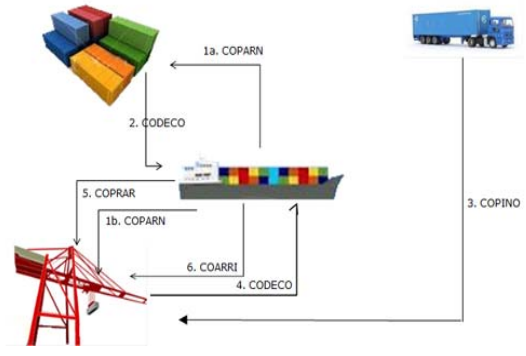 1a. COPARN
2. CODECO
5. COPRAR
1b. COPARN
3. COPINO
6. COARRI
4. CODECO